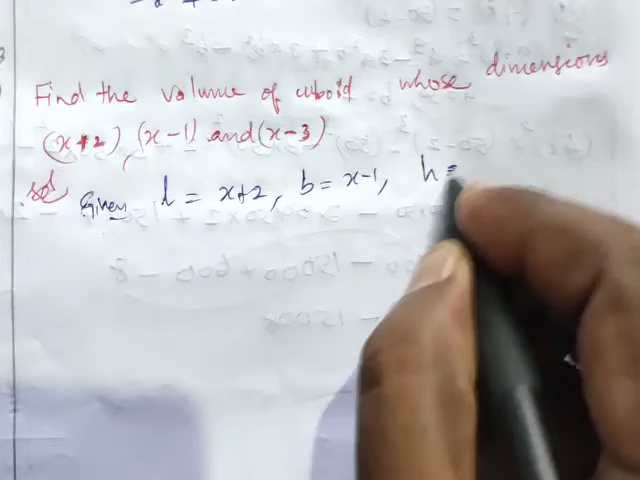 Find the volume of cuboid whose dimensions
(x+2), (x-1) and (x-3)
sol Given l = x+2, b = x-1, h =